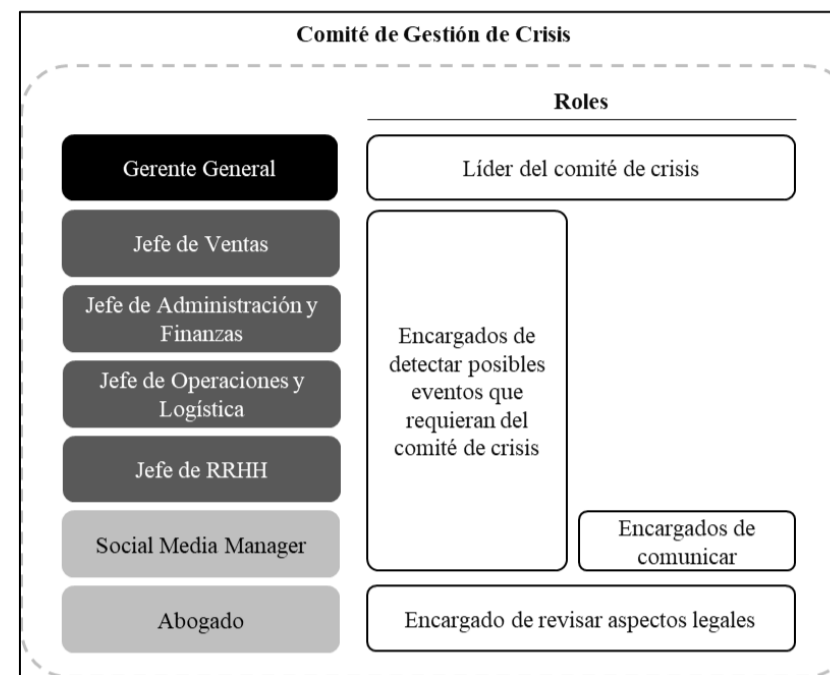 Comité de Gestión de Crisis
Roles
Gerente General
Líder del comité de crisis
Jefe de Ventas
Jefe de Administración y
Finanzas
Jefe de Operaciones y
Logística
Jefe de RRHH
Encargados de
detectar posibles
eventos que
requieran del
comité de crisis
Social Media Manager
Encargados de
comunicar
Abogado
Encargado de revisar aspectos legales